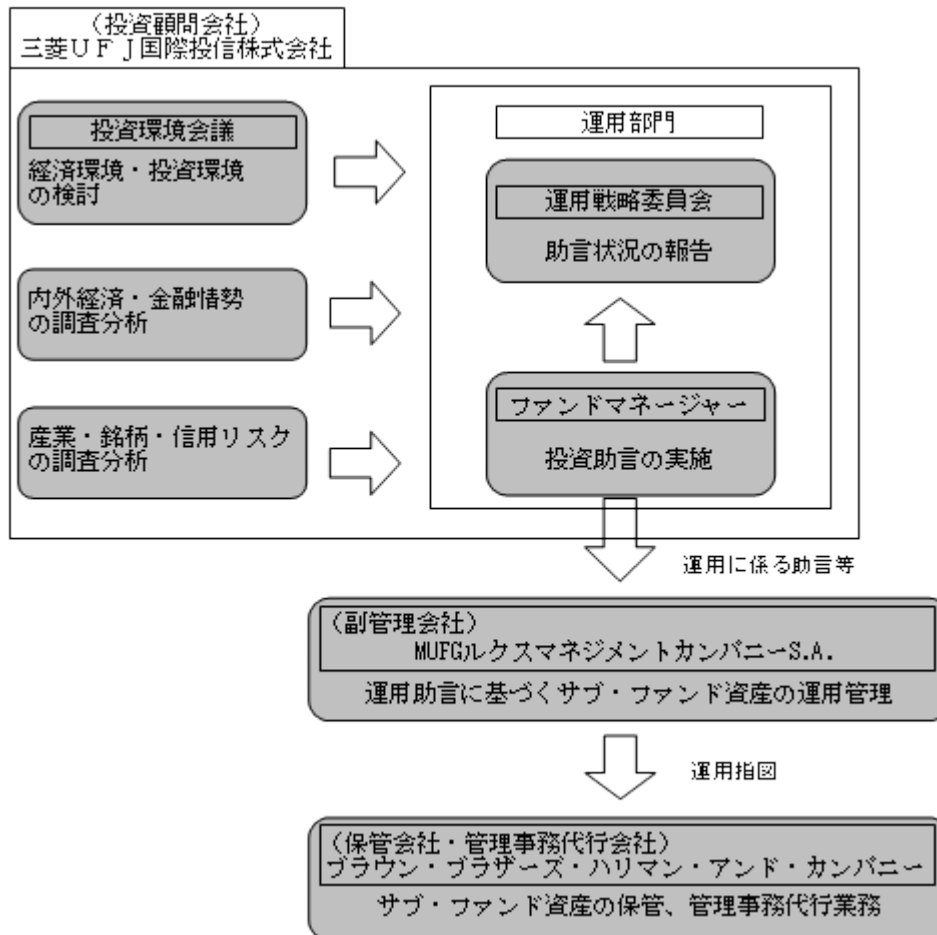 （投資顧問会社）
三菱ＵＦＪ国際投信株式会社
投資環境会議
経済環境・投資環境
の検討
内外経済・金融情勢
の調査分析
産業・銘柄・信用リスク
の調査分析
運用部門
運用戦略委員会
助言状況の報告
ファンドマネージャー
投資助言の実施
運用に係る助言等
（副管理会社）
MUFGルクスマネジメントカンパニーS.A.
運用助言に基づくサブ・ファンド資産の運用管理
運用指図
（保管会社・管理事務代行会社）
ブラウン・ブラザーズ・ハリマン・アンド・カンパニー
サブ・ファンド資産の保管、管理事務代行業務